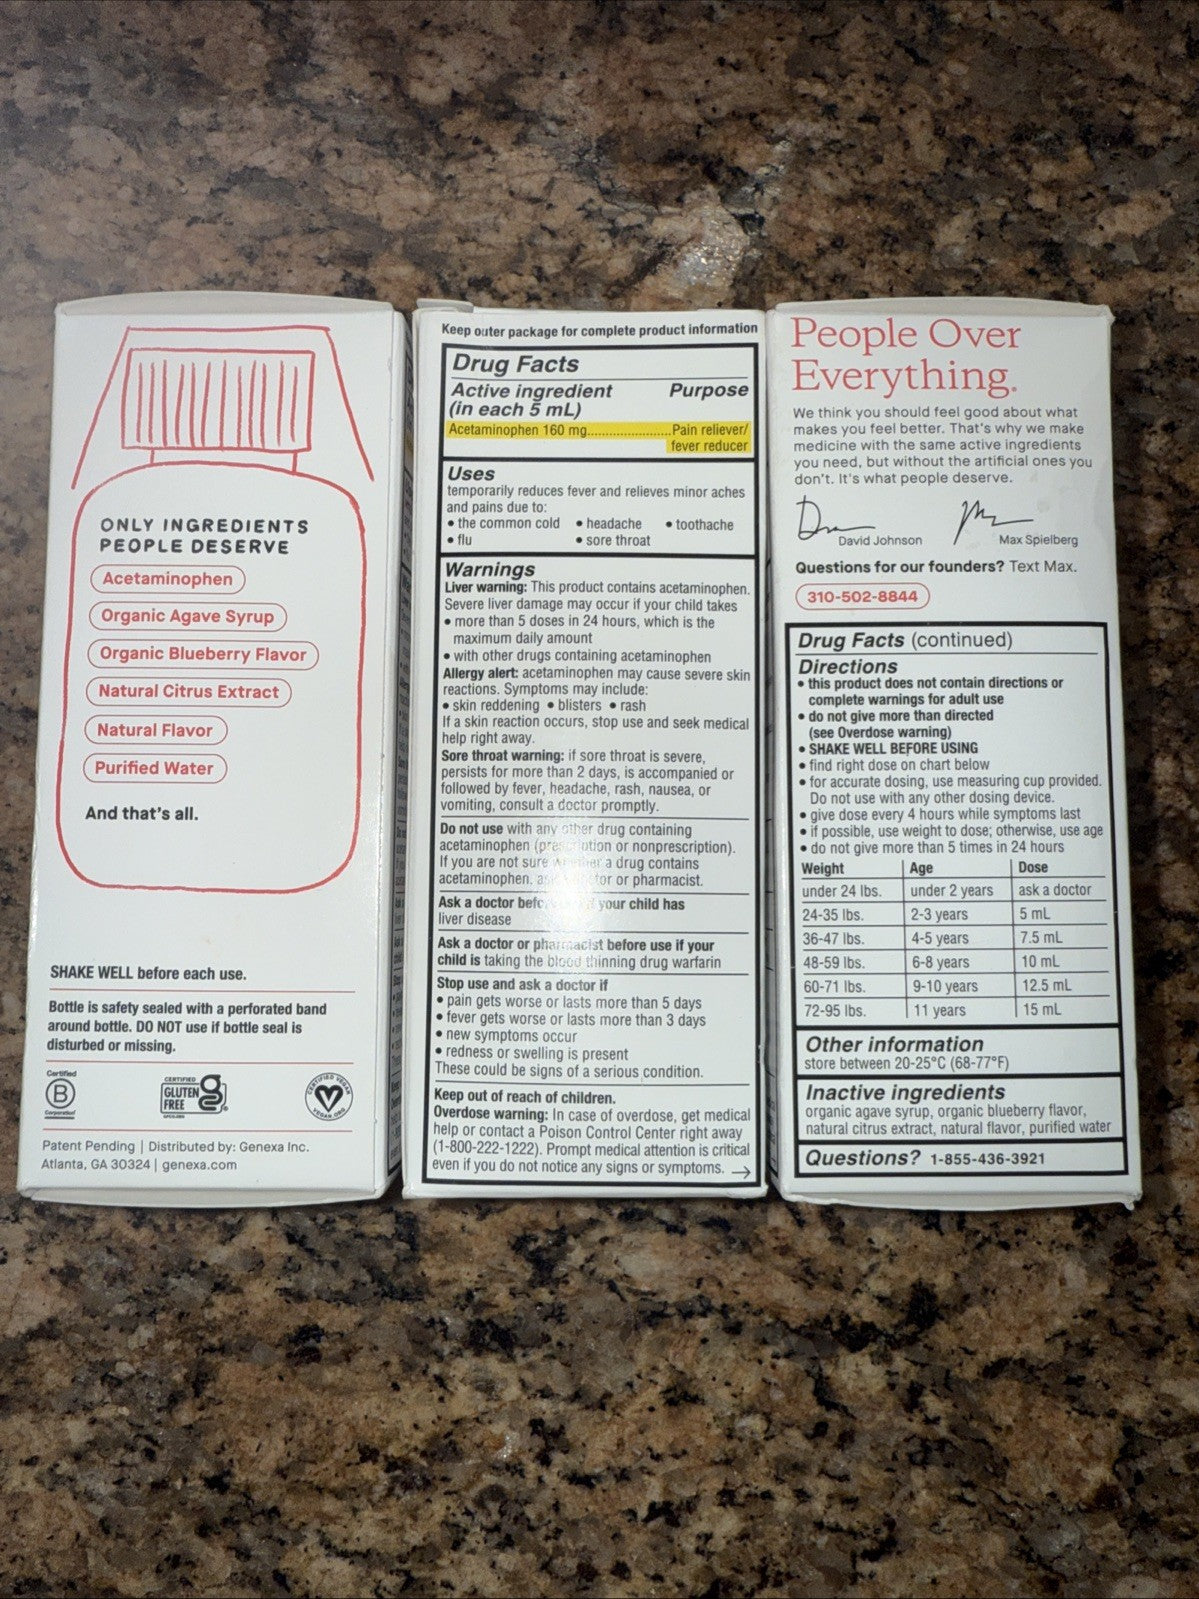 ONLY INGREDIENTS
PEOPLE DESERVE
Acetaminophen
Organic Agave Syrup
Organic Blueberry Flavor
Natural Citrus Extract
Natural Flavor
Purified Water
And that's all.
SHAKE WELL before each use.
Bottle is safety sealed with a perforated band
around bottle. DO NOT use if bottle seal is
disturbed or missing.
Certified
B
Corporation
CERTIFIED
GLUTEN
FREE
GFCO.ORG
CERTIFIED VEGAN
VEGAN.ORG
Patent Pending | Distributed by: Genexa Inc.
Atlanta, GA 30324 | genexa.com
Keep outer package for complete product information
Drug Facts
Active ingredient Purpose
(in each 5 mL)
Acetaminophen 160 mg......................Pain reliever/
fever reducer
Uses
temporarily reduces fever and relieves minor aches
and pains due to:
• the common cold • headache • toothache
• flu • sore throat
Warnings
Liver warning: This product contains acetaminophen.
Severe liver damage may occur if your child takes
• more than 5 doses in 24 hours, which is the
maximum daily amount
• with other drugs containing acetaminophen
Allergy alert: acetaminophen may cause severe skin
reactions. Symptoms may include:
• skin reddening • blisters • rash
If a skin reaction occurs, stop use and seek medical
help right away.
Sore throat warning: if sore throat is severe,
persists for more than 2 days, is accompanied or
followed by fever, headache, rash, nausea, or
vomiting, consult a doctor promptly.
Do not use with any other drug containing
acetaminophen (prescription or nonprescription).
If you are not sure whether a drug contains
acetaminophen, ask a doctor or pharmacist.
Ask a doctor before if your child has
liver disease
Ask a doctor or pharmacist before use if your
child is taking the blood thinning drug warfarin
Stop use and ask a doctor if
• pain gets worse or lasts more than 5 days
• fever gets worse or lasts more than 3 days
• new symptoms occur
• redness or swelling is present
These could be signs of a serious condition.
Keep out of reach of children.
Overdose warning: In case of overdose, get medical
help or contact a Poison Control Center right away
(1-800-222-1222). Prompt medical attention is critical
even if you do not notice any signs or symptoms. →
People Over
Everything.
We think you should feel good about what
makes you feel better. That's why we make
medicine with the same active ingredients
you need, but without the artificial ones you
don't. It's what people deserve.
David Johnson Max Spielberg
Questions for our founders? Text Max.
310-502-8844
Drug Facts (continued)
Directions
• this product does not contain directions or
complete warnings for adult use
• do not give more than directed
(see Overdose warning)
• SHAKE WELL BEFORE USING
• find right dose on chart below
• for accurate dosing, use measuring cup provided.
Do not use with any other dosing device.
• give dose every 4 hours while symptoms last
• if possible, use weight to dose; otherwise, use age
• do not give more than 5 times in 24 hours
Weight Age Dose
under 24 lbs. under 2 years ask a doctor
24-35 lbs. 2-3 years 5 mL
36-47 lbs. 4-5 years 7.5 mL
48-59 lbs. 6-8 years 10 mL
60-71 lbs. 9-10 years 12.5 mL
72-95 lbs. 11 years 15 mL
Other information
store between 20-25°C (68-77°F)
Inactive ingredients
organic agave syrup, organic blueberry flavor,
natural citrus extract, natural flavor, purified water
Questions? 1-855-436-3921